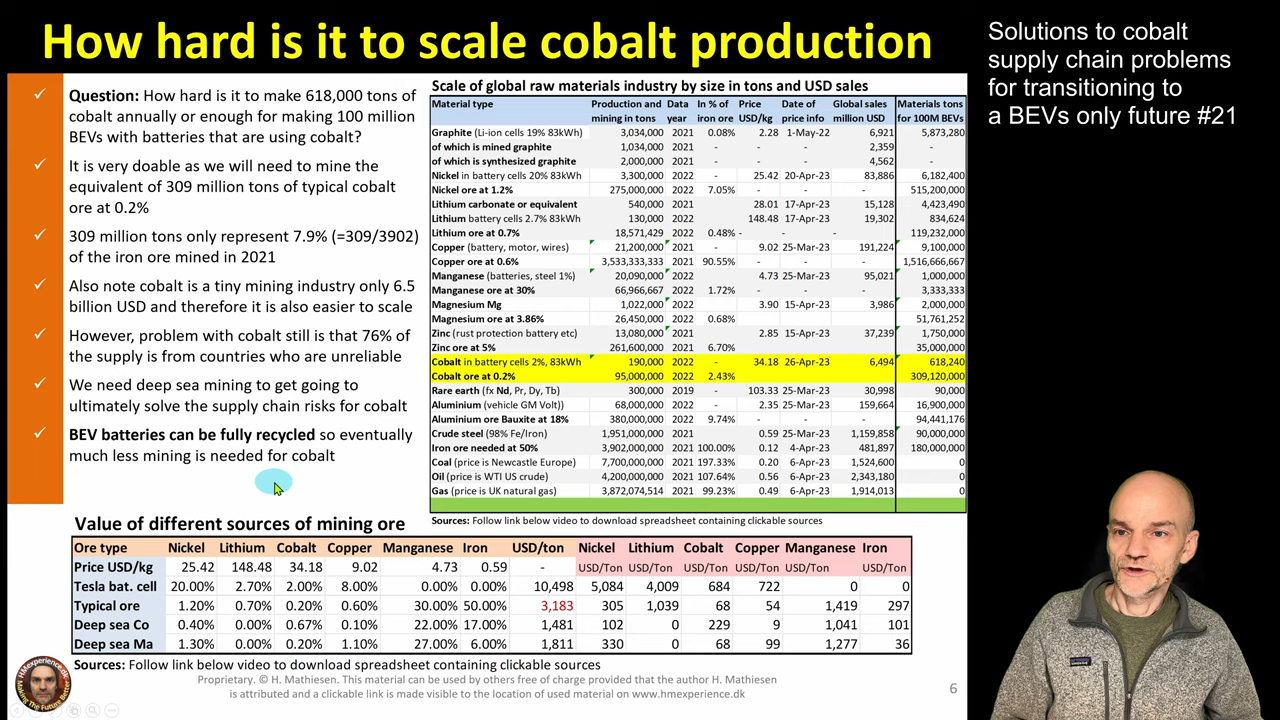 How hard is it to scale cobalt production
Solutions to cobalt
supply chain problems
for transitioning to
a BEVs only future #21
Question: How hard is it to make 618,000 tons of
cobalt annually or enough for making 100 million
BEVs with batteries that are using cobalt?
It is very doable as we will need to mine the
equivalent of 309 million tons of typical cobalt
ore at 0.2%
309 million tons only represent 7.9% (=309/3902)
of the iron ore mined in 2021
Also note cobalt is a tiny mining industry only 6.5
billion USD and therefore it is also easier to scale
However, problem with cobalt still is that 76% of
the supply is from countries who are unreliable
We need deep sea mining to get going to
ultimately solve the supply chain risks for cobalt
BEV batteries can be fully recycled so eventually
much less mining is needed for cobalt
Scale of global raw materials industry by size in tons and USD sales
Material type Production and mining in tons Data year In % of iron ore Price USD/kg Date of price info Global sales million USD Materials tons for 100M BEVs
Graphite (Li-ion cells 19% 83kWh) 3,034,000 2021 0.08% 2.28 1-May-22 6,921 5,873,280
of which is mined graphite 1,034,000 2021 - - - 2,359 -
of which is synthesized graphite 2,000,000 2021 - - - 4,562 -
Nickel in battery cells 20% 83kWh 3,300,000 2022 - 25.42 20-Apr-23 83,886 6,182,400
Nickel ore at 1.2% 275,000,000 2022 7.05% - - - 515,200,000
Lithium carbonate or equivalent 540,000 2021 28.01 17-Apr-23 15,128 4,423,490
Lithium battery cells 2.7% 83kWh 130,000 2022 148.48 17-Apr-23 19,302 834,624
Lithium ore at 0.7% 18,571,429 2022 0.48% - - - 119,232,000
Copper (battery, motor, wires) 21,200,000 2021 - 9.02 25-Mar-23 191,224 9,100,000
Copper ore at 0.6% 3,533,333,333 2021 90.55% - - - 1,516,666,667
Manganese (batteries, steel 1%) 20,090,000 2022 4.73 25-Mar-23 95,021 1,000,000
Manganese ore at 30% 66,966,667 2022 1.72% - - - 3,333,333
Magnesium Mg 1,022,000 2022 3.90 15-Apr-23 3,986 2,000,000
Magnesium ore at 3.86% 26,450,000 2022 0.68% 51,761,252
Zinc (rust protection battery etc) 13,080,000 2021 2.85 15-Apr-23 37,239 1,750,000
Zinc ore at 5% 261,600,000 2021 6.70% 35,000,000
Cobalt in battery cells 2%, 83kWh 190,000 2022 - 34.18 26-Apr-23 6,494 618,240
Cobalt ore at 0.2% 95,000,000 2022 2.43% 309,120,000
Rare earth (fx Nd, Pr, Dy, Tb) 300,000 2019 - 103.33 25-Mar-23 30,998 90,000
Aluminium (vehicle GM Volt)) 68,000,000 2022 - 2.35 25-Mar-23 159,664 16,900,000
Aluminium ore Bauxite at 18% 380,000,000 2022 9.74% - - - 94,441,176
Crude steel (98% Fe/Iron) 1,951,000,000 2021 0.59 25-Mar-23 1,159,858 90,000,000
Iron ore needed at 50% 3,902,000,000 2021 100.00% 0.12 4-Apr-23 481,897 180,000,000
Coal (price is Newcastle Europe) 7,700,000,000 2021 197.33% 0.20 6-Apr-23 1,524,600 0
Oil (price is WTI US crude) 4,200,000,000 2021 107.64% 0.56 6-Apr-23 2,343,180 0
Gas (price is UK natural gas) 3,872,074,514 2021 99.23% 0.49 6-Apr-23 1,914,013 0
Sources: Follow link below video to download spreadsheet containing clickable sources
Value of different sources of mining ore
Ore type Nickel Lithium Cobalt Copper Manganese Iron USD/ton Nickel Lithium Cobalt Copper Manganese Iron
Price USD/kg 25.42 148.48 34.18 9.02 4.73 0.59 - USD/Ton USD/Ton USD/Ton USD/Ton USD/Ton USD/Ton
Tesla bat. cell 20.00% 2.70% 2.00% 8.00% 0.00% 0.00% 10,498 5,084 4,009 684 722 0 0
Typical ore 1.20% 0.70% 0.20% 0.60% 30.00% 50.00% 3,183 305 1,039 68 54 1,419 297
Deep sea Co 0.40% 0.00% 0.67% 0.10% 22.00% 17.00% 1,481 102 0 229 9 1,041 101
Deep sea Ma 1.30% 0.00% 0.20% 1.10% 27.00% 6.00% 1,811 330 0 68 99 1,277 36
Sources: Follow link below video to download spreadsheet containing clickable sources
Proprietary. © H. Mathiesen. This material can be used by others free of charge provided that the author H. Mathiesen
is attributed and a clickable link is made visible to the location of used material on www.hmexperience.dk
6
HMexperience.dk
Making The Future Better
patagonia